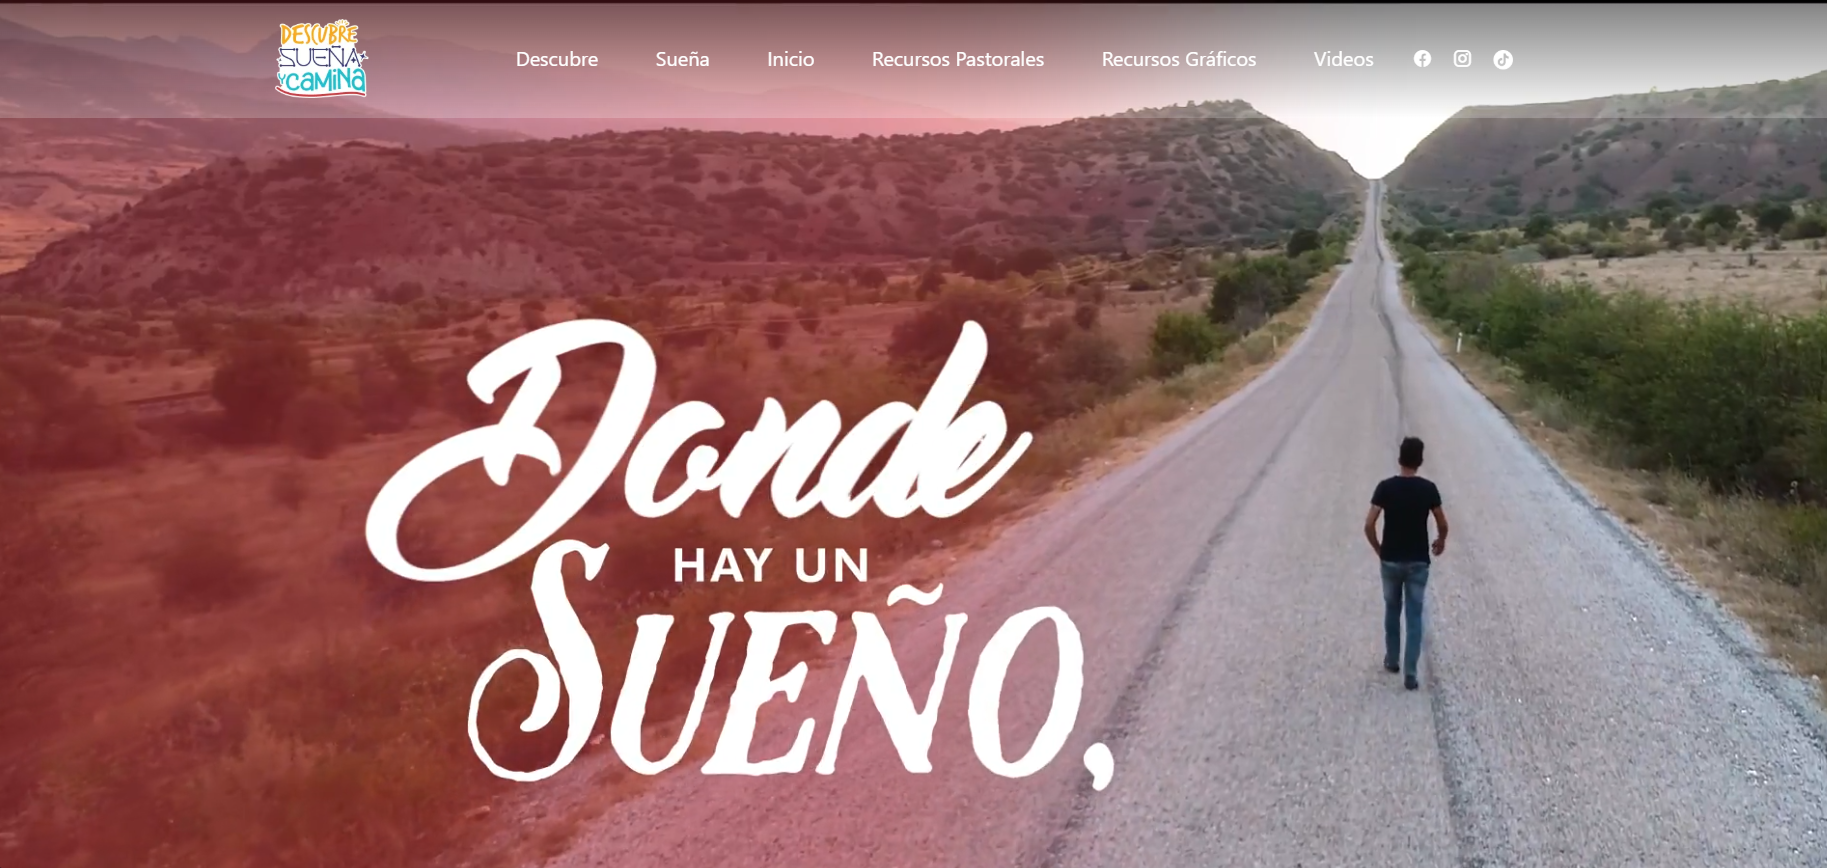 DESCUBRE
SUEÑA
Y CAMINA
Descubre Sueña Inicio Recursos Pastorales Recursos Gráficos Videos
Donde
HAY UN
SUEÑO,